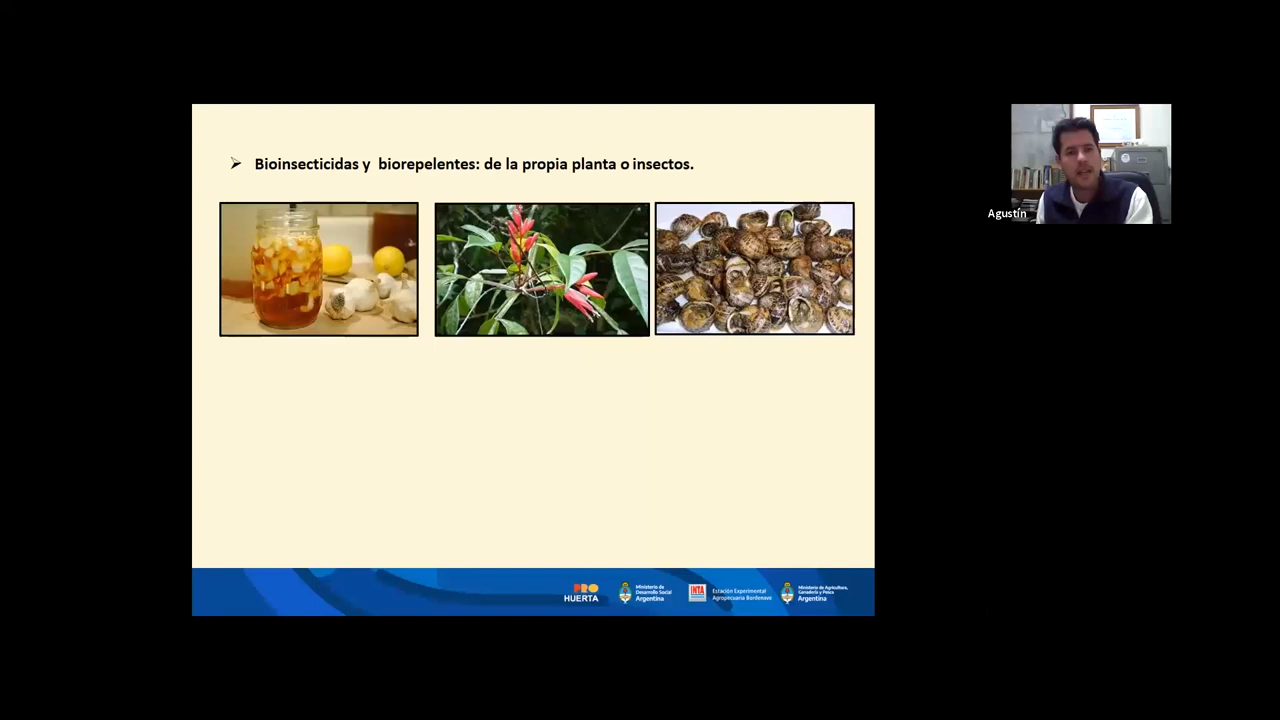 Bioinsecticidas y biorepelentes: de la propia planta o insectos.
Agustín
PRO
HUERTA
Ministerio de
Desarrollo Social
Argentina
INTA
Estación Experimental
Agropecuaria Bordenave
Ministerio de Agricultura,
Ganadería y Pesca
Argentina